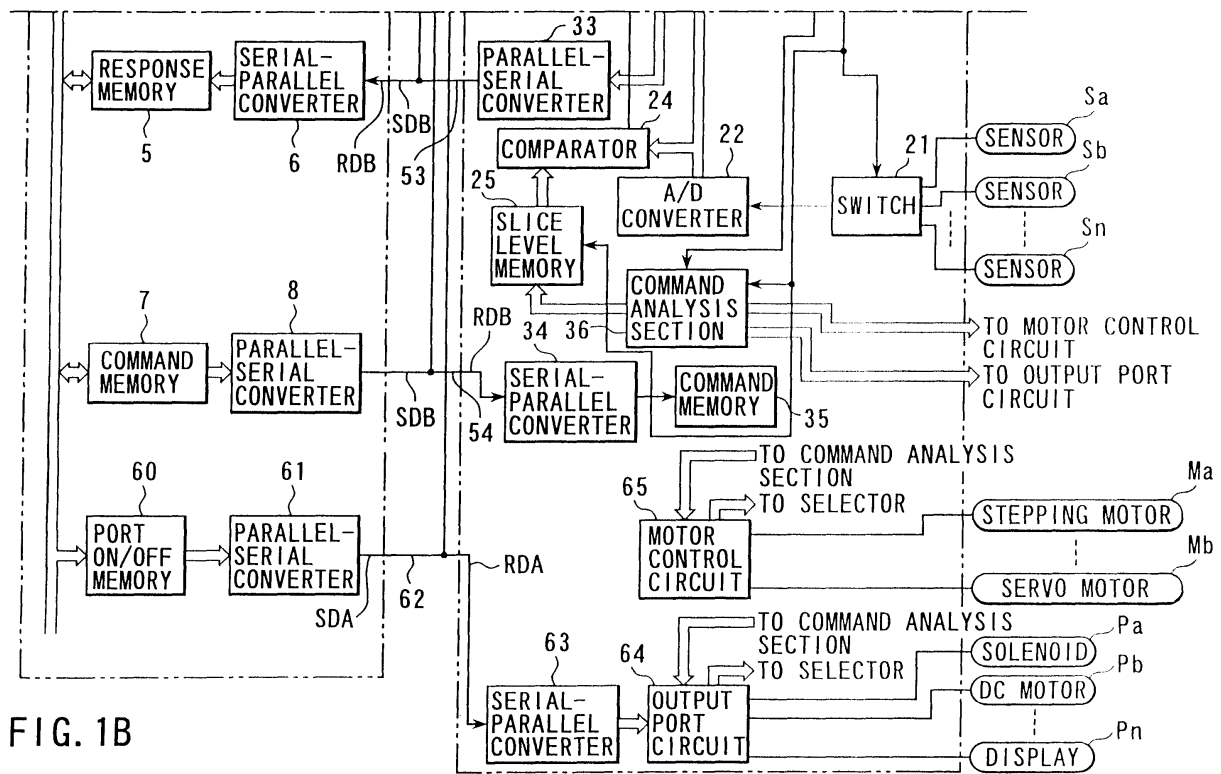 33
SERIAL-
PARALLEL
CONVERTER
PARALLEL-
SERIAL
CONVERTER
RESPONSE
MEMORY
5
6
RDB
SDB
53
24
COMPARATOR
22
A/D
CONVERTER
25
SLICE
LEVEL
MEMORY
21
SWITCH
Sa
SENSOR
Sb
SENSOR
Sn
SENSOR
COMMAND
ANALYSIS
SECTION
36
TO MOTOR CONTROL
CIRCUIT
TO OUTPUT PORT
CIRCUIT
7
COMMAND
MEMORY
8
PARALLEL-
SERIAL
CONVERTER
SDB
RDB
54
34
SERIAL-
PARALLEL
CONVERTER
COMMAND
MEMORY
35
60
PORT
ON/OFF
MEMORY
61
PARALLEL-
SERIAL
CONVERTER
SDA
62
RDA
TO COMMAND ANALYSIS
SECTION
TO SELECTOR
65
MOTOR
CONTROL
CIRCUIT
Ma
STEPPING MOTOR
Mb
SERVO MOTOR
TO COMMAND ANALYSIS
SECTION
TO SELECTOR
63
SERIAL-
PARALLEL
CONVERTER
64
OUTPUT
PORT
CIRCUIT
Pa
SOLENOID
Pb
DC MOTOR
Pn
DISPLAY
FIG. 1B